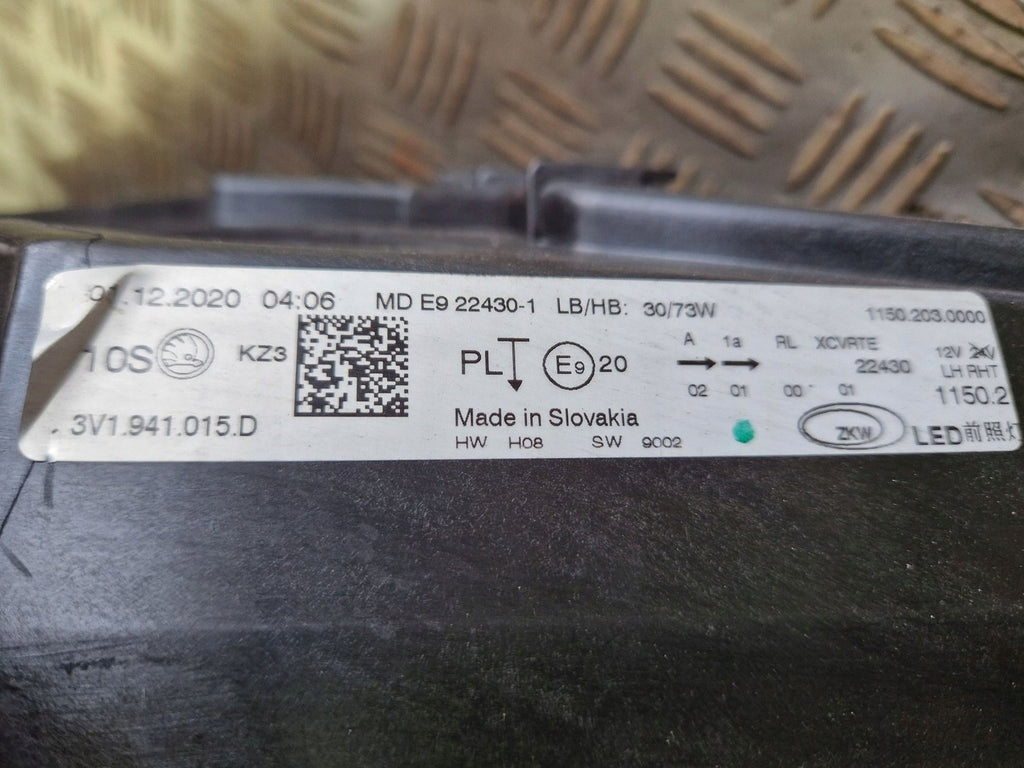 .12.2020 04:06 MD E9 22430-1 LB/HB: 30/73W 1150.203.0000
10S KZ3 PL E9 20 A 1a RL XCVRTE 12V 24V
22430 LH RHT
02 01 00 01 1150.2
3V1.941.015.D Made in Slovakia ZKW LED前照灯
HW H08 SW 9002